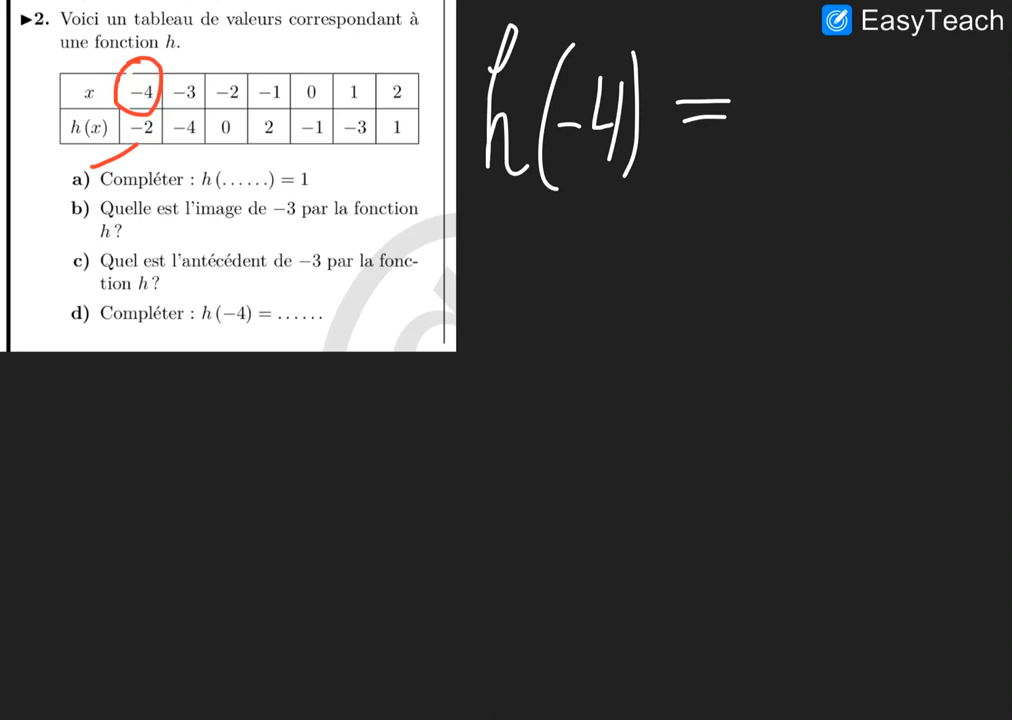 ►2. Voici un tableau de valeurs correspondant à
une fonction h.
x −4 −3 −2 −1 0 1 2
h (x) −2 −4 0 2 −1 −3 1
a) Compléter : h (......) = 1
b) Quelle est l'image de −3 par la fonction
h ?
c) Quel est l'antécédent de −3 par la fonc-
tion h ?
d) Compléter : h (−4) = ......
h(-4) =
EasyTeach